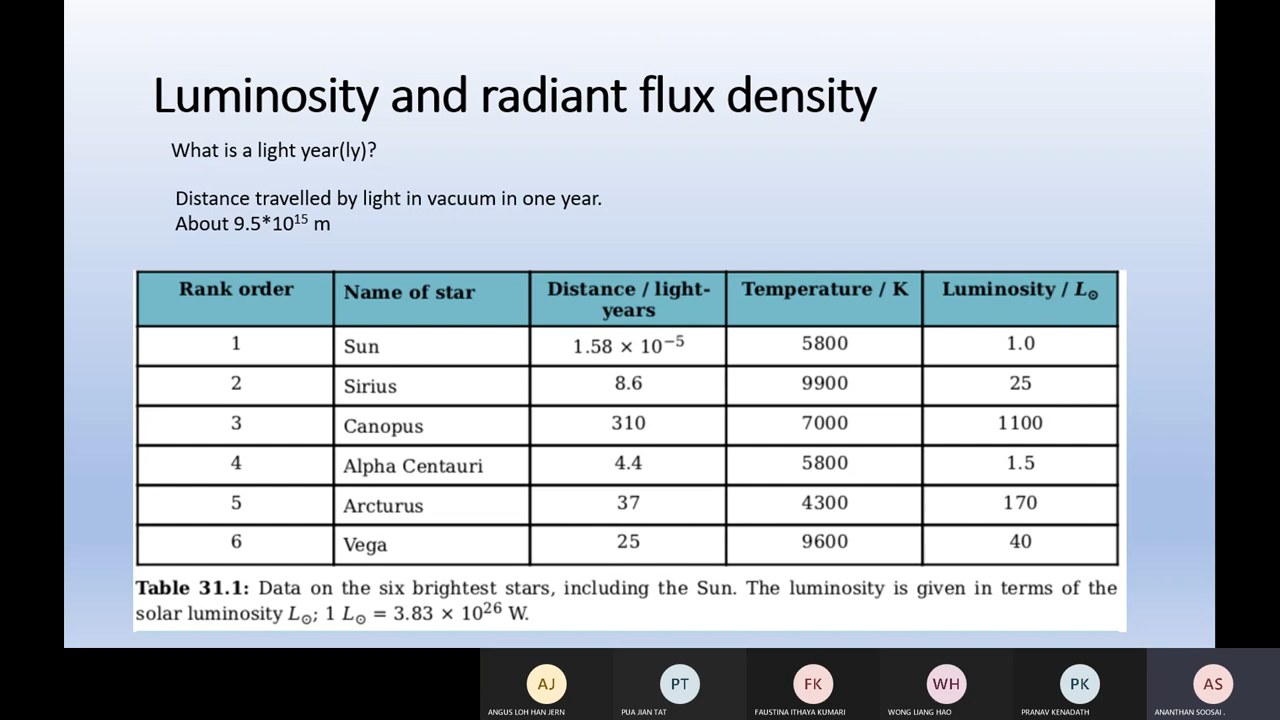 Luminosity and radiant flux density
What is a light year(ly)?
Distance travelled by light in vacuum in one year.
About 9.5*10¹⁵ m
Rank order Name of star Distance / light-years Temperature / K Luminosity / L⊙
1 Sun 1.58 × 10⁻⁵ 5800 1.0
2 Sirius 8.6 9900 25
3 Canopus 310 7000 1100
4 Alpha Centauri 4.4 5800 1.5
5 Arcturus 37 4300 170
6 Vega 25 9600 40
Table 31.1: Data on the six brightest stars, including the Sun. The luminosity is given in terms of the
solar luminosity L⊙; 1 L⊙ = 3.83 × 10²⁶ W.
AJ PT FK WH PK AS
ANGUS LOH HAN JERN PUA JIAN TAT FAUSTINA ITHAYA KUMARI WONG LIANG HAO PRANAV KENADATH ANANTHAN SOOSAI .